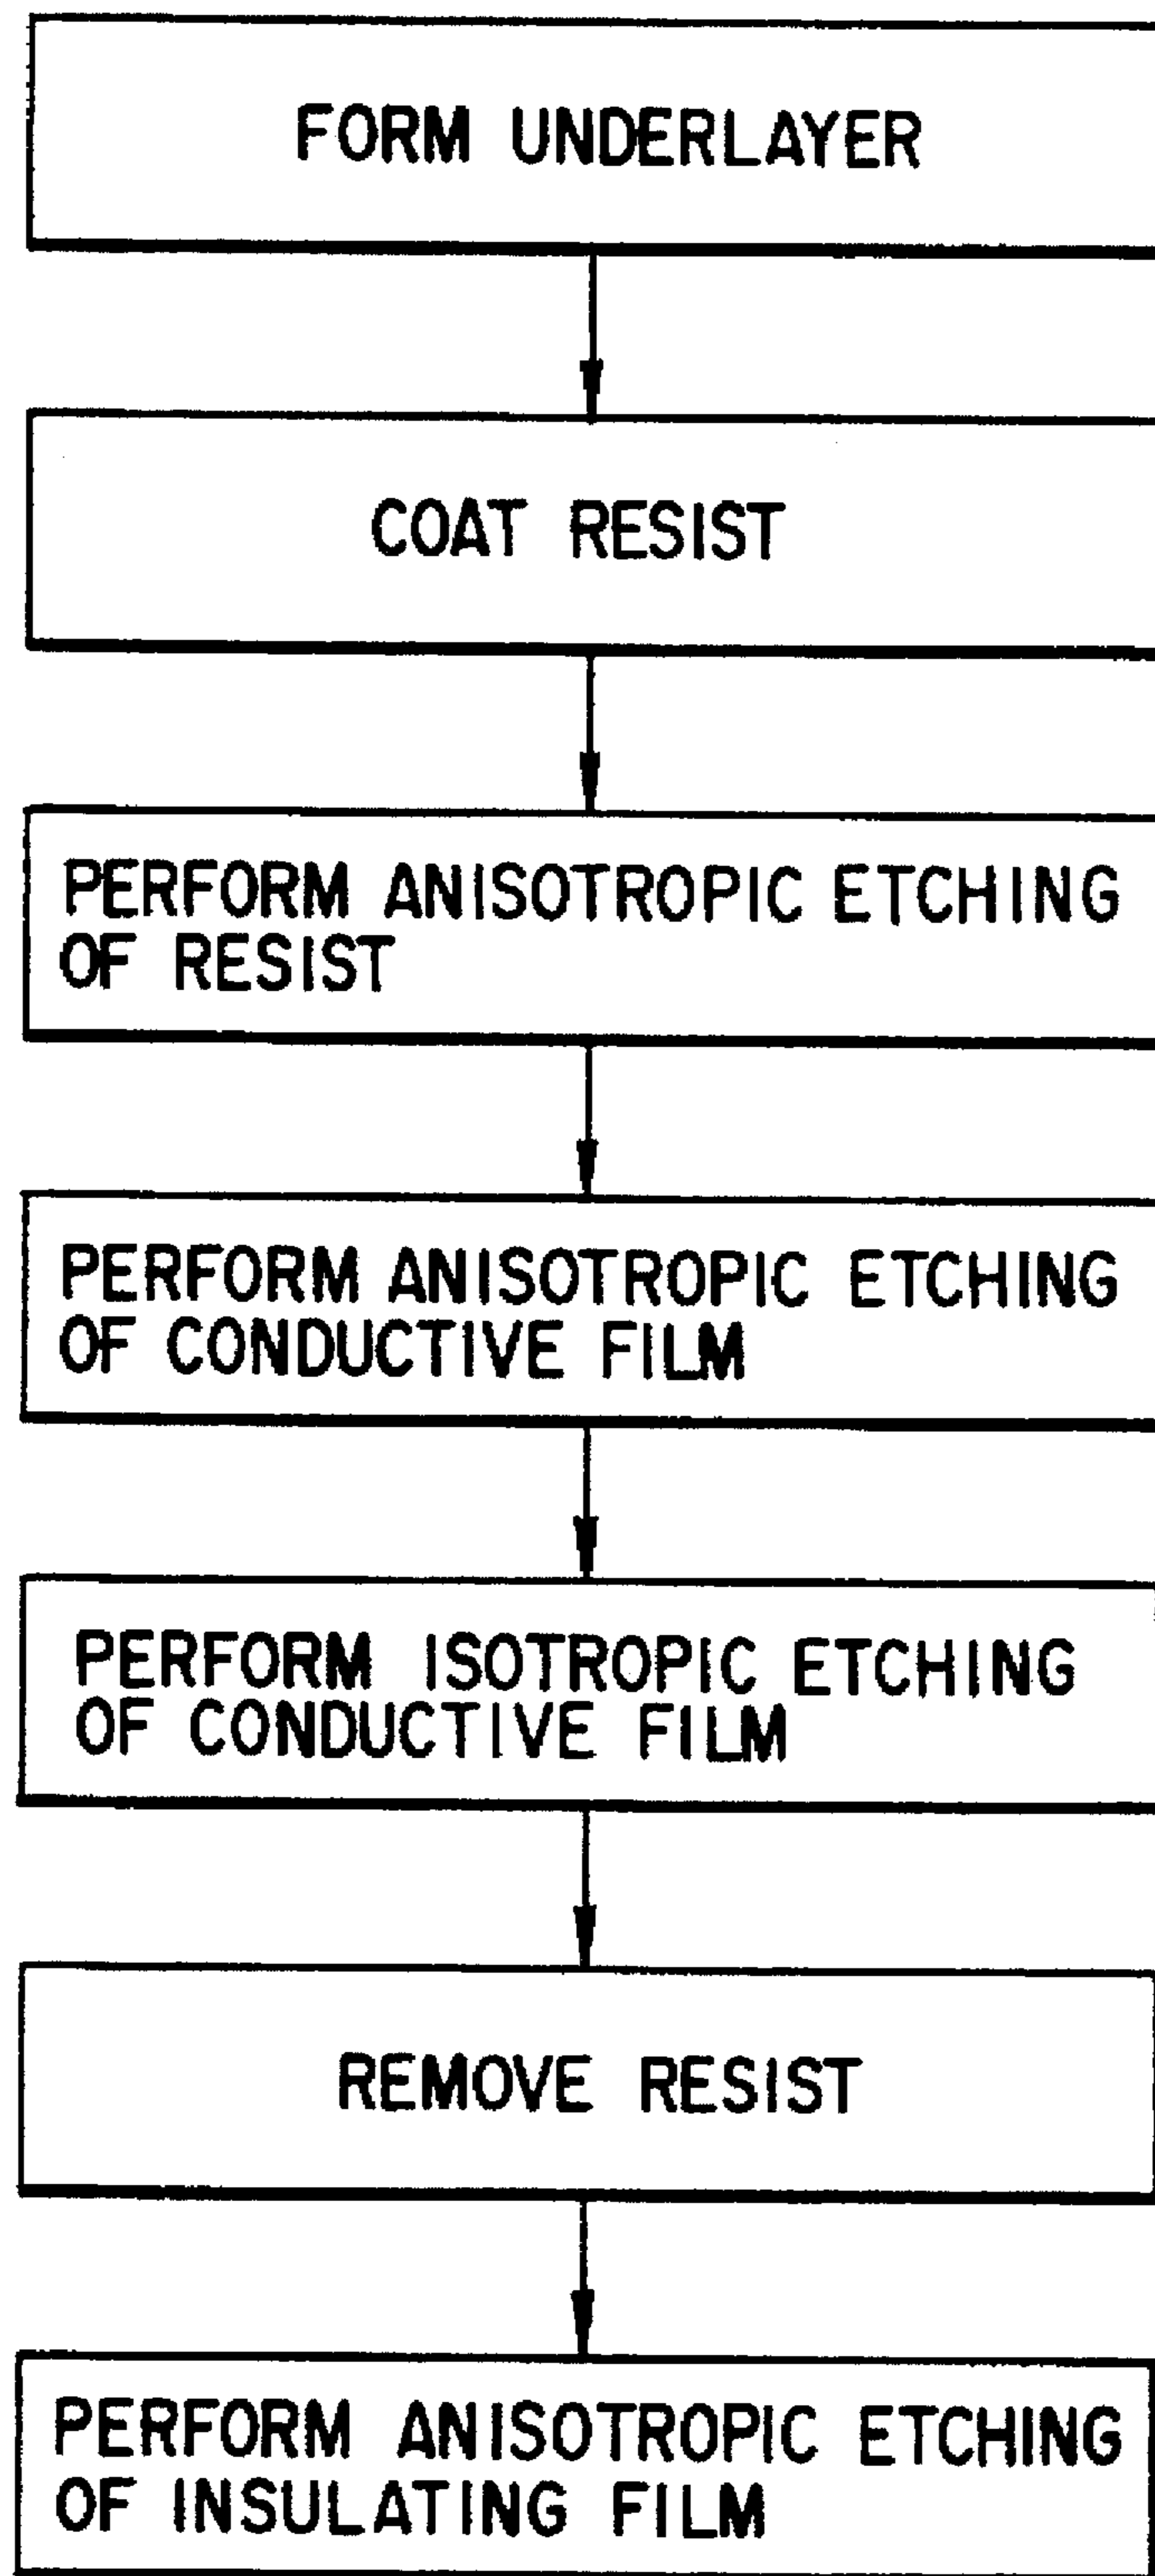 FORM UNDERLAYER
COAT RESIST
PERFORM ANISOTROPIC ETCHING
OF RESIST
PERFORM ANISOTROPIC ETCHING
OF CONDUCTIVE FILM
PERFORM ISOTROPIC ETCHING
OF CONDUCTIVE FILM
REMOVE RESIST
PERFORM ANISOTROPIC ETCHING
OF INSULATING FILM